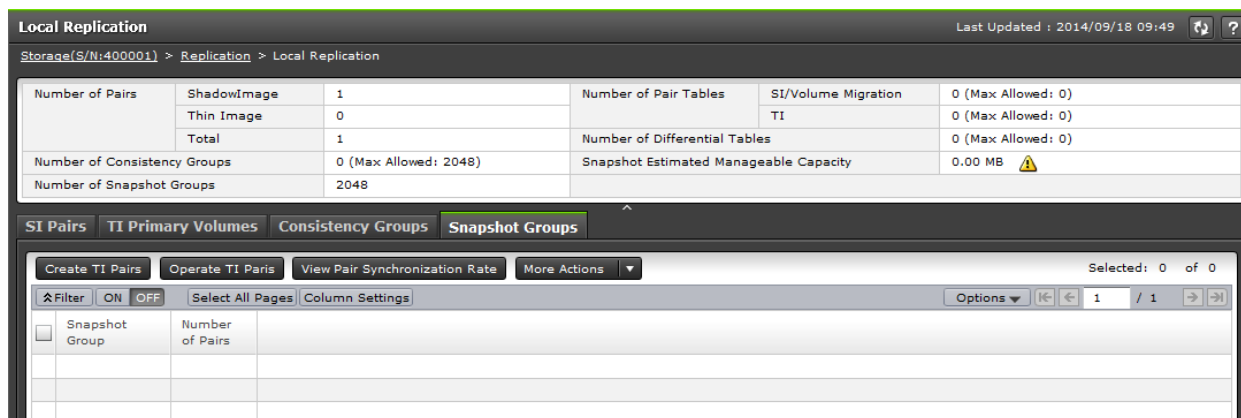 Local Replication Last Updated : 2014/09/18 09:49 ?
Storage(S/N:400001) > Replication > Local Replication
Number of Pairs ShadowImage 1 Number of Pair Tables SI/Volume Migration 0 (Max Allowed: 0)
Thin Image 0 TI 0 (Max Allowed: 0)
Total 1 Number of Differential Tables 0 (Max Allowed: 0)
Number of Consistency Groups 0 (Max Allowed: 2048) Snapshot Estimated Manageable Capacity 0.00 MB
Number of Snapshot Groups 2048
SI Pairs TI Primary Volumes Consistency Groups Snapshot Groups
Create TI Pairs Operate TI Paris View Pair Synchronization Rate More Actions Selected: 0 of 0
Filter ON OFF Select All Pages Column Settings Options 1 / 1
Snapshot Number
Group of Pairs